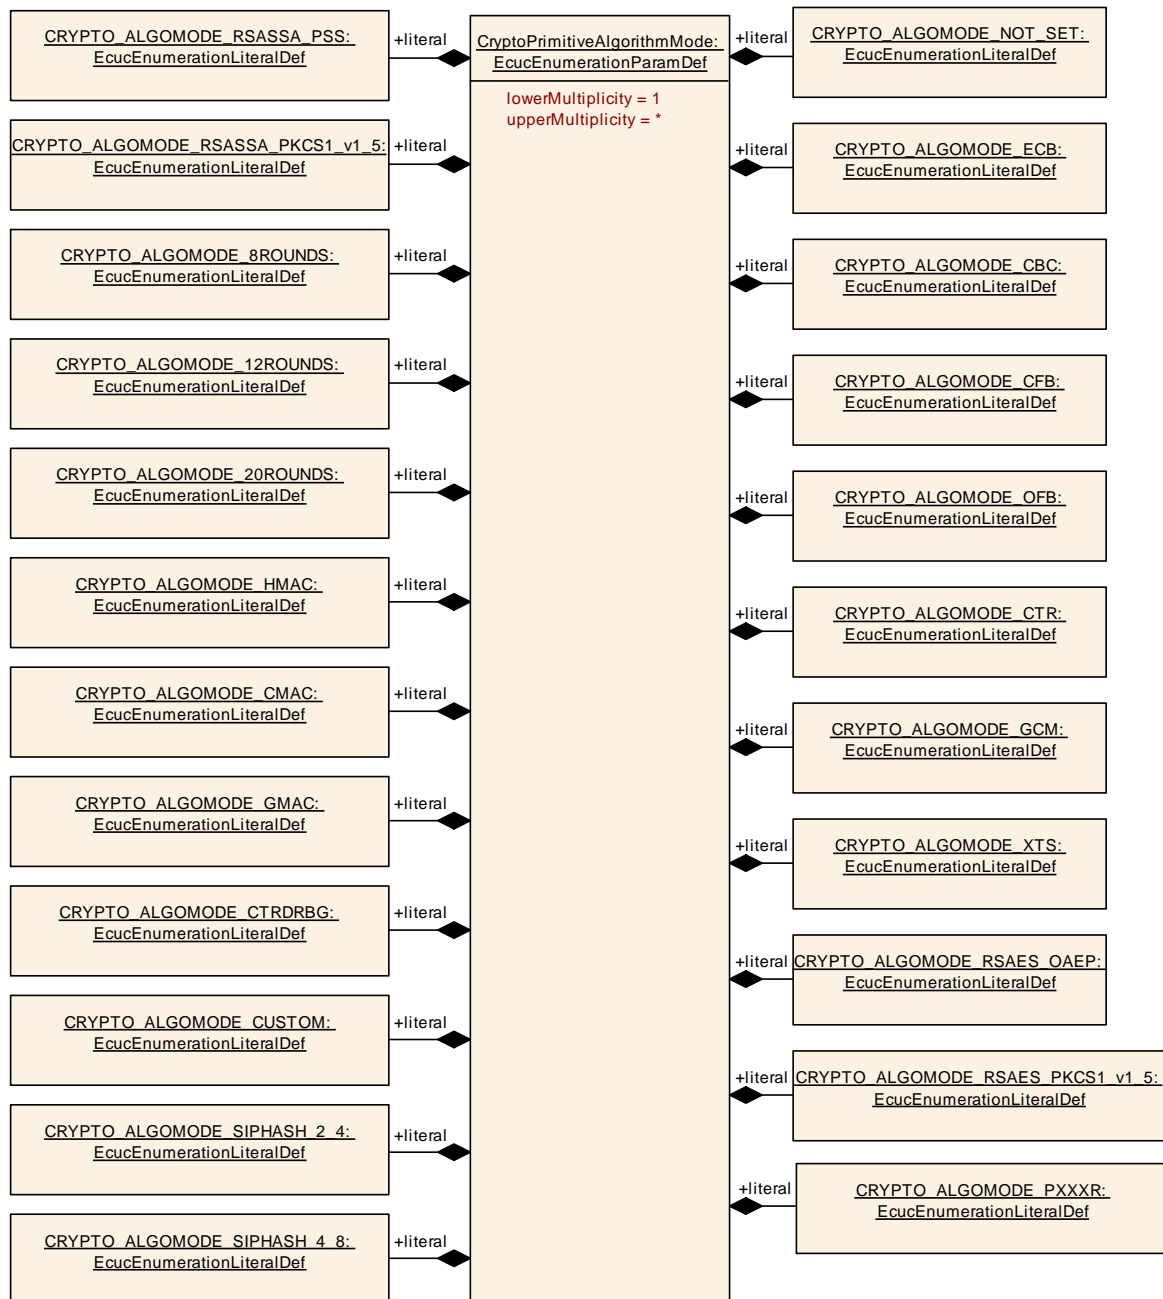 CRYPTO_ALGOMODE_RSASSA_PSS:
EcucEnumerationLiteralDef
+literal
CRYPTO_ALGOMODE_RSASSA_PKCS1_v1_5:
EcucEnumerationLiteralDef
+literal
CRYPTO_ALGOMODE_8ROUNDS:
EcucEnumerationLiteralDef
+literal
CRYPTO_ALGOMODE_12ROUNDS:
EcucEnumerationLiteralDef
+literal
CRYPTO_ALGOMODE_20ROUNDS:
EcucEnumerationLiteralDef
+literal
CRYPTO_ALGOMODE_HMAC:
EcucEnumerationLiteralDef
+literal
CRYPTO_ALGOMODE_CMAC:
EcucEnumerationLiteralDef
+literal
CRYPTO_ALGOMODE_GMAC:
EcucEnumerationLiteralDef
+literal
CRYPTO_ALGOMODE_CTRDRBG:
EcucEnumerationLiteralDef
+literal
CRYPTO_ALGOMODE_CUSTOM:
EcucEnumerationLiteralDef
+literal
CRYPTO_ALGOMODE_SIPHASH_2_4:
EcucEnumerationLiteralDef
+literal
CRYPTO_ALGOMODE_SIPHASH_4_8:
EcucEnumerationLiteralDef
+literal
CryptoPrimitiveAlgorithmMode:
EcucEnumerationParamDef
lowerMultiplicity = 1
upperMultiplicity = *
+literal
CRYPTO_ALGOMODE_NOT_SET:
EcucEnumerationLiteralDef
+literal
CRYPTO_ALGOMODE_ECB:
EcucEnumerationLiteralDef
+literal
CRYPTO_ALGOMODE_CBC:
EcucEnumerationLiteralDef
+literal
CRYPTO_ALGOMODE_CFB:
EcucEnumerationLiteralDef
+literal
CRYPTO_ALGOMODE_OFB:
EcucEnumerationLiteralDef
+literal
CRYPTO_ALGOMODE_CTR:
EcucEnumerationLiteralDef
+literal
CRYPTO_ALGOMODE_GCM:
EcucEnumerationLiteralDef
+literal
CRYPTO_ALGOMODE_XTS:
EcucEnumerationLiteralDef
+literal
CRYPTO_ALGOMODE_RSAES_OAEP:
EcucEnumerationLiteralDef
+literal
CRYPTO_ALGOMODE_RSAES_PKCS1_v1_5:
EcucEnumerationLiteralDef
+literal
CRYPTO_ALGOMODE_PXXXR:
EcucEnumerationLiteralDef